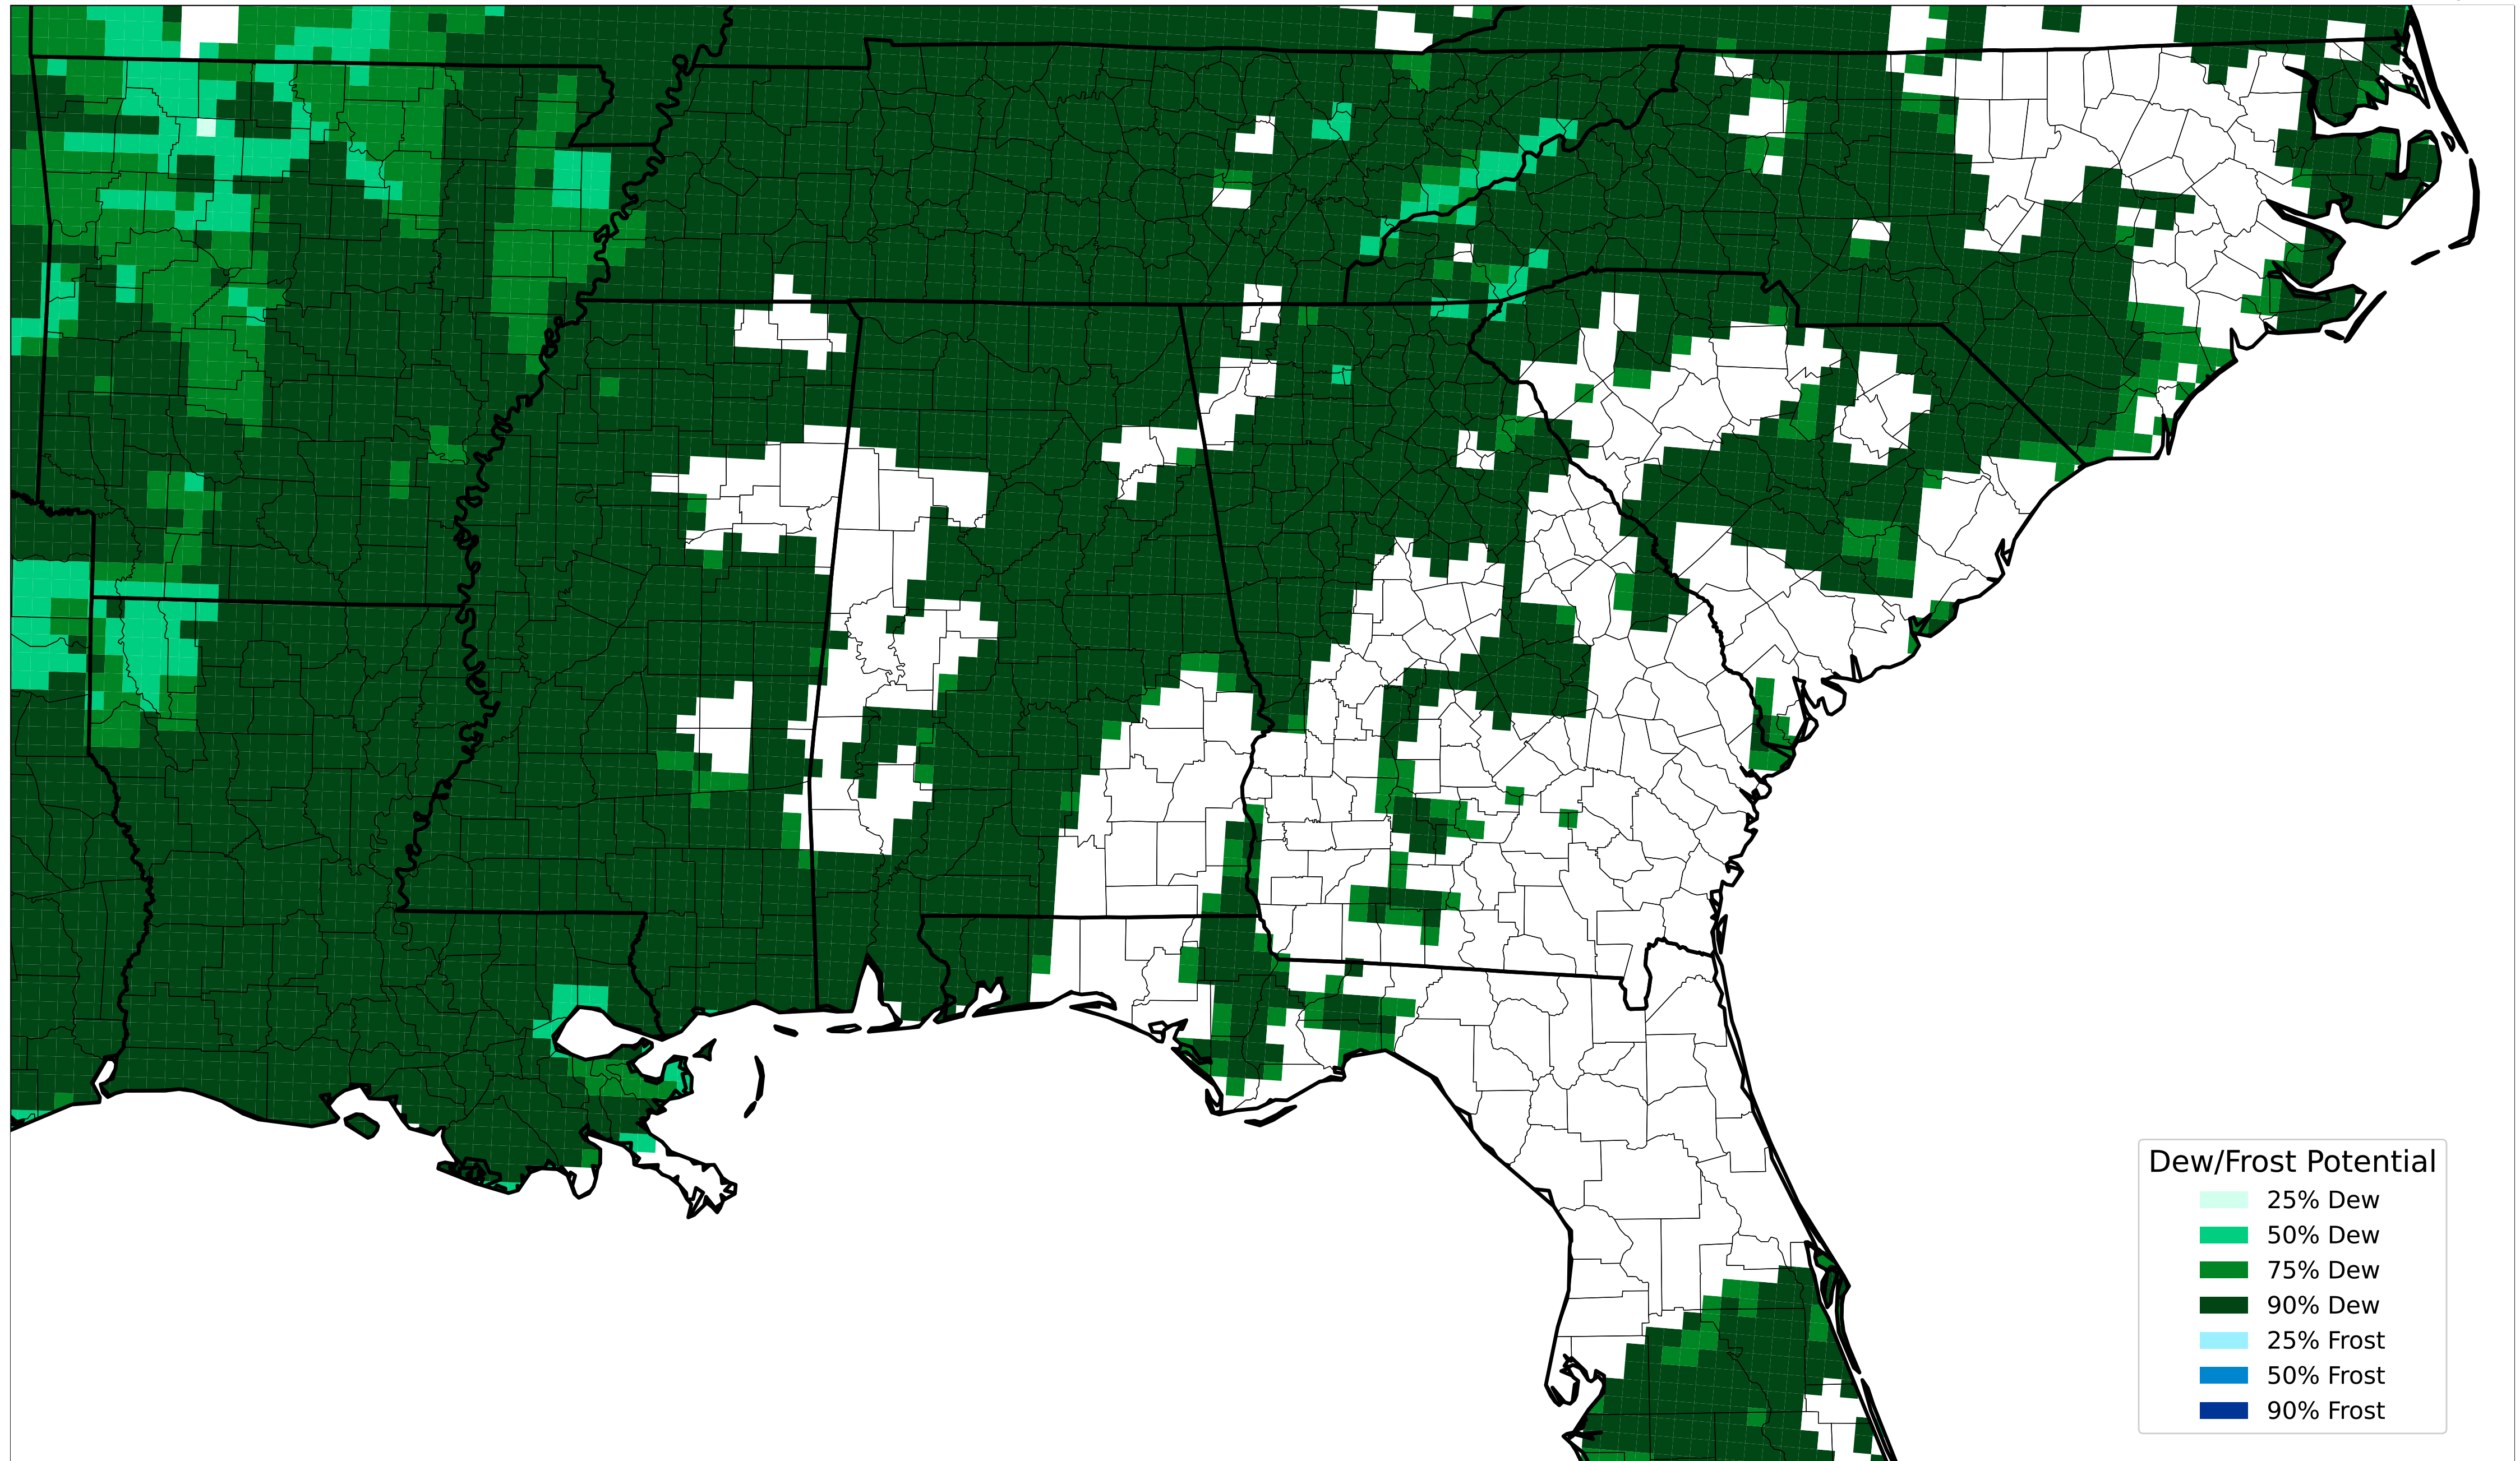 Dew/Frost Potential
25% Dew
50% Dew
75% Dew
90% Dew
25% Frost
50% Frost
90% Frost